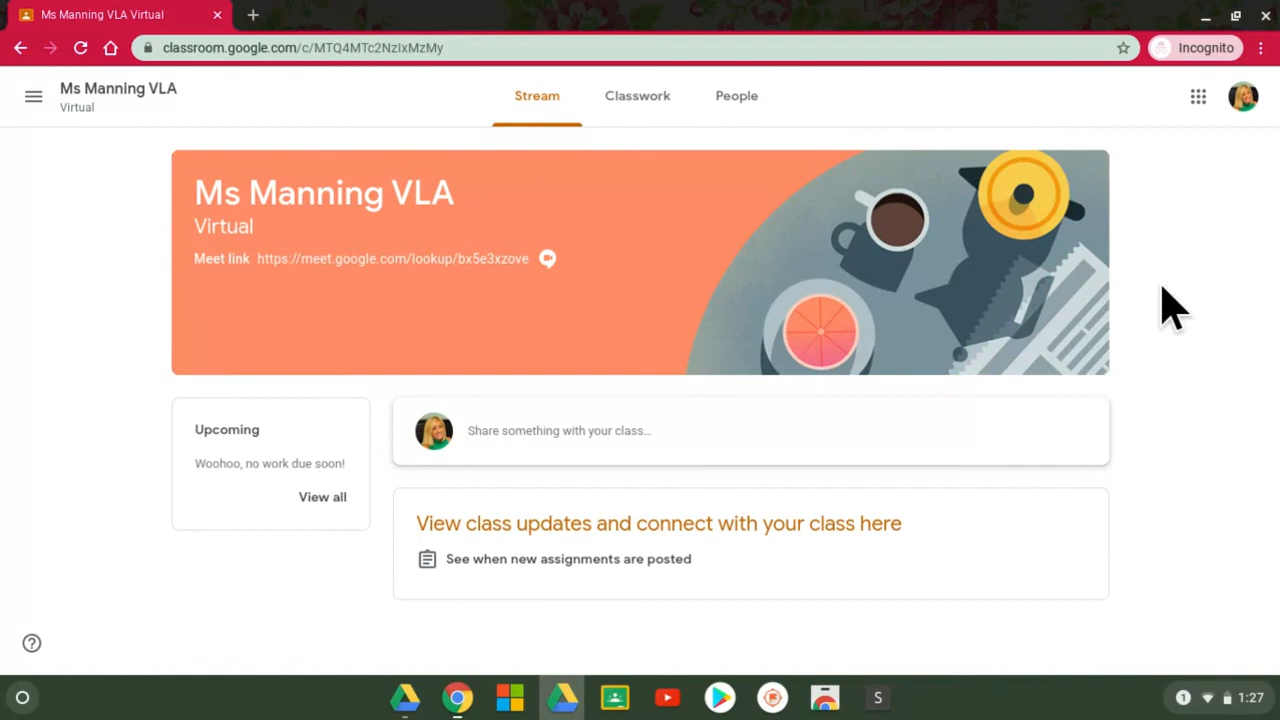 Ms Manning VLA Virtual
classroom.google.com/c/MTQ4MTc2NzIxMzMy
Incognito
Ms Manning VLA
Virtual
Stream
Classwork
People
Ms Manning VLA
Virtual
Meet link https://meet.google.com/lookup/bx5e3xzove
Upcoming
Woohoo, no work due soon!
View all
Share something with your class...
View class updates and connect with your class here
See when new assignments are posted
S
1
1:27